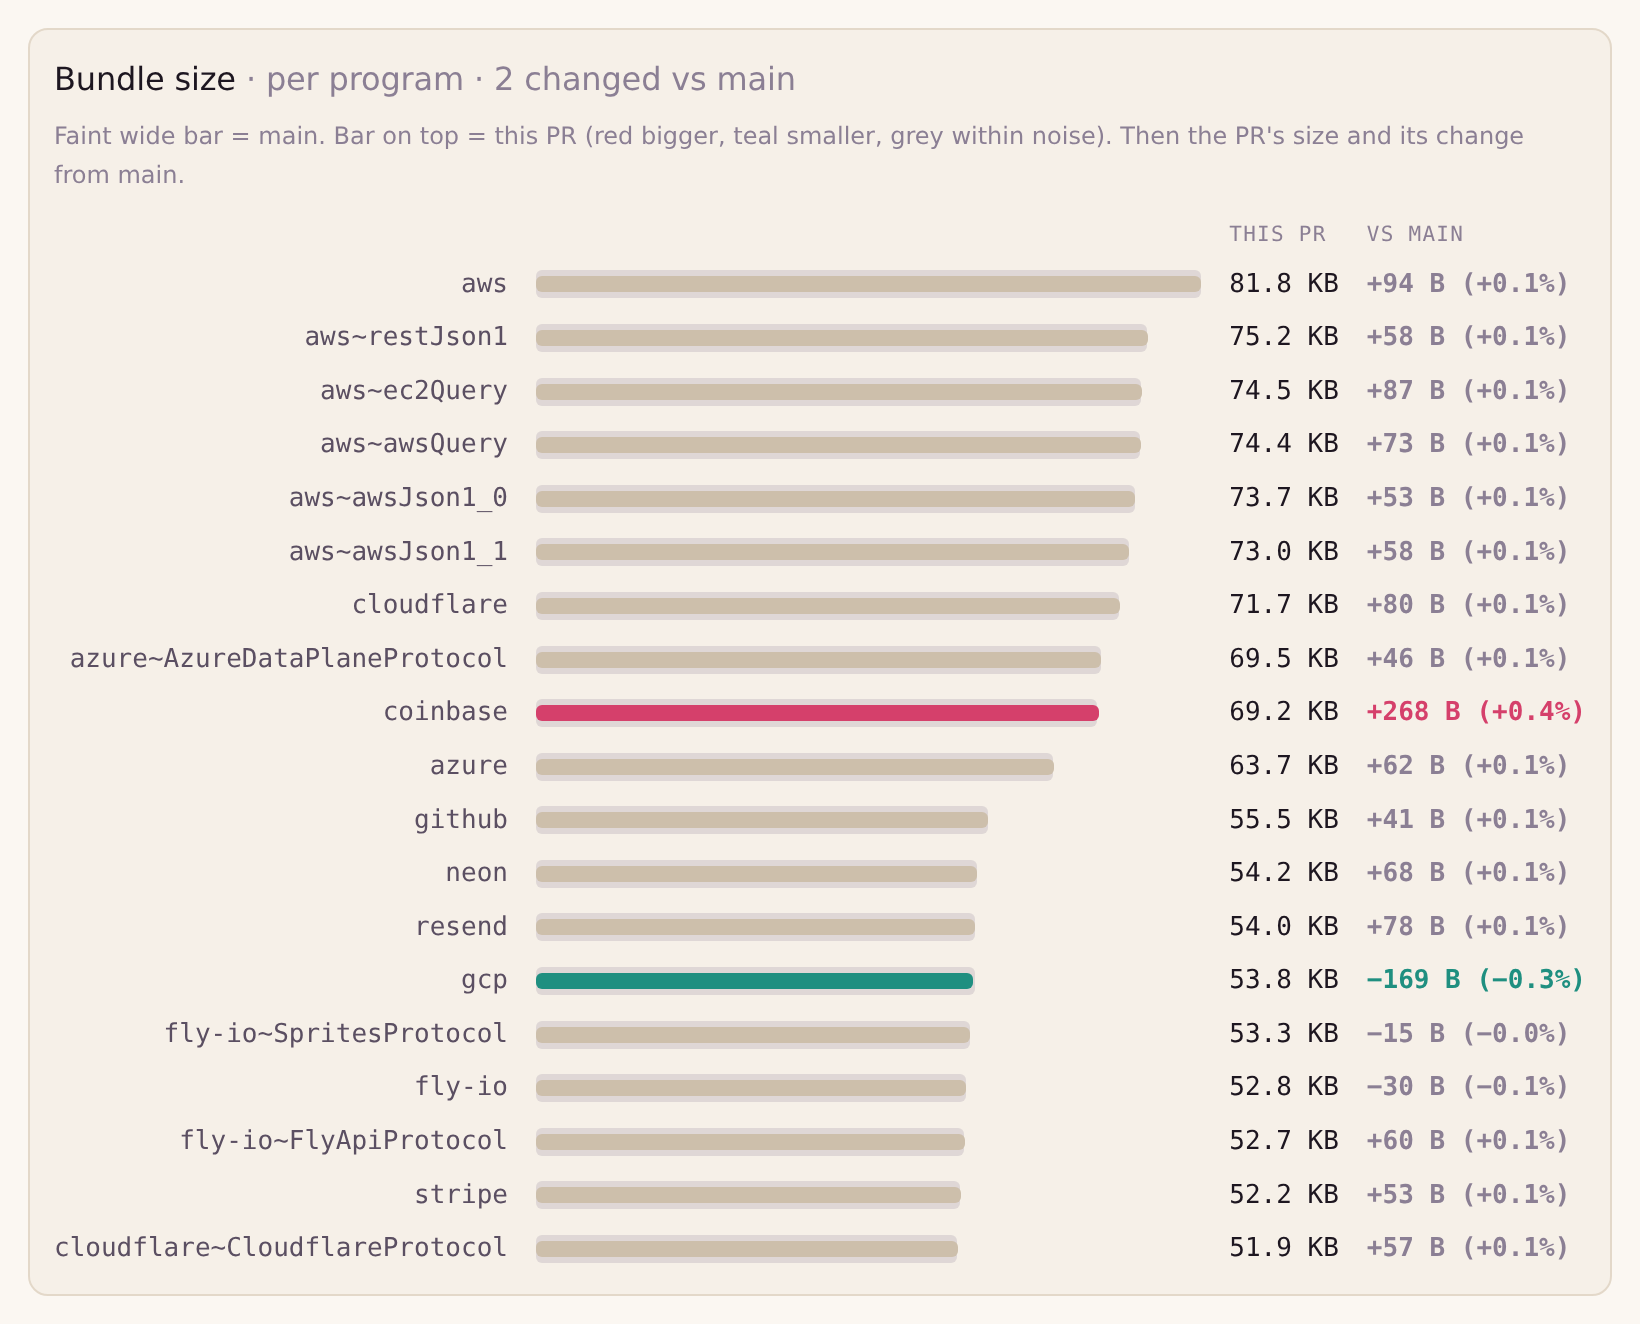 Bundle size · per program · 2 changed vs main
Faint wide bar = main. Bar on top = this PR (red bigger, teal smaller, grey within noise). Then the PR's size and its change
from main.
THIS PR VS MAIN
aws 81.8 KB +94 B (+0.1%)
aws~restJson1 75.2 KB +58 B (+0.1%)
aws~ec2Query 74.5 KB +87 B (+0.1%)
aws~awsQuery 74.4 KB +73 B (+0.1%)
aws~awsJson1_0 73.7 KB +53 B (+0.1%)
aws~awsJson1_1 73.0 KB +58 B (+0.1%)
cloudflare 71.7 KB +80 B (+0.1%)
azure~AzureDataPlaneProtocol 69.5 KB +46 B (+0.1%)
coinbase 69.2 KB +268 B (+0.4%)
azure 63.7 KB +62 B (+0.1%)
github 55.5 KB +41 B (+0.1%)
neon 54.2 KB +68 B (+0.1%)
resend 54.0 KB +78 B (+0.1%)
gcp 53.8 KB −169 B (−0.3%)
fly-io~SpritesProtocol 53.3 KB −15 B (−0.0%)
fly-io 52.8 KB −30 B (−0.1%)
fly-io~FlyApiProtocol 52.7 KB +60 B (+0.1%)
stripe 52.2 KB +53 B (+0.1%)
cloudflare~CloudflareProtocol 51.9 KB +57 B (+0.1%)